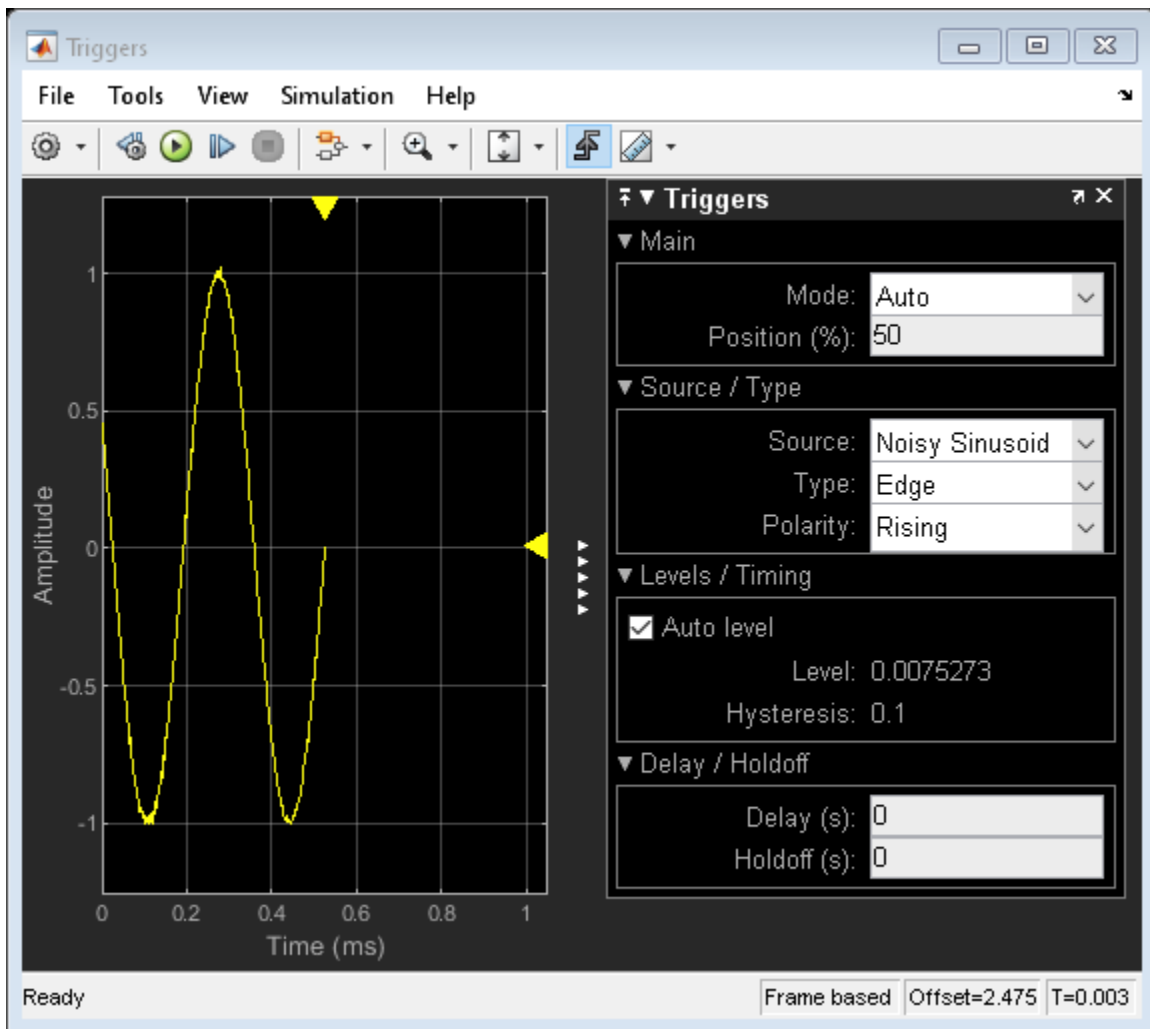 Triggers
File Tools View Simulation Help
Triggers
Main
Mode: Auto
Position (%): 50
Source / Type
Source: Noisy Sinusoid
Type: Edge
Polarity: Rising
Levels / Timing
Auto level
Level: 0.0075273
Hysteresis: 0.1
Delay / Holdoff
Delay (s): 0
Holdoff (s): 0
1
0.5
0
-0.5
-1
Amplitude
0 0.2 0.4 0.6 0.8 1
Time (ms)
Ready Frame based Offset=2.475 T=0.003